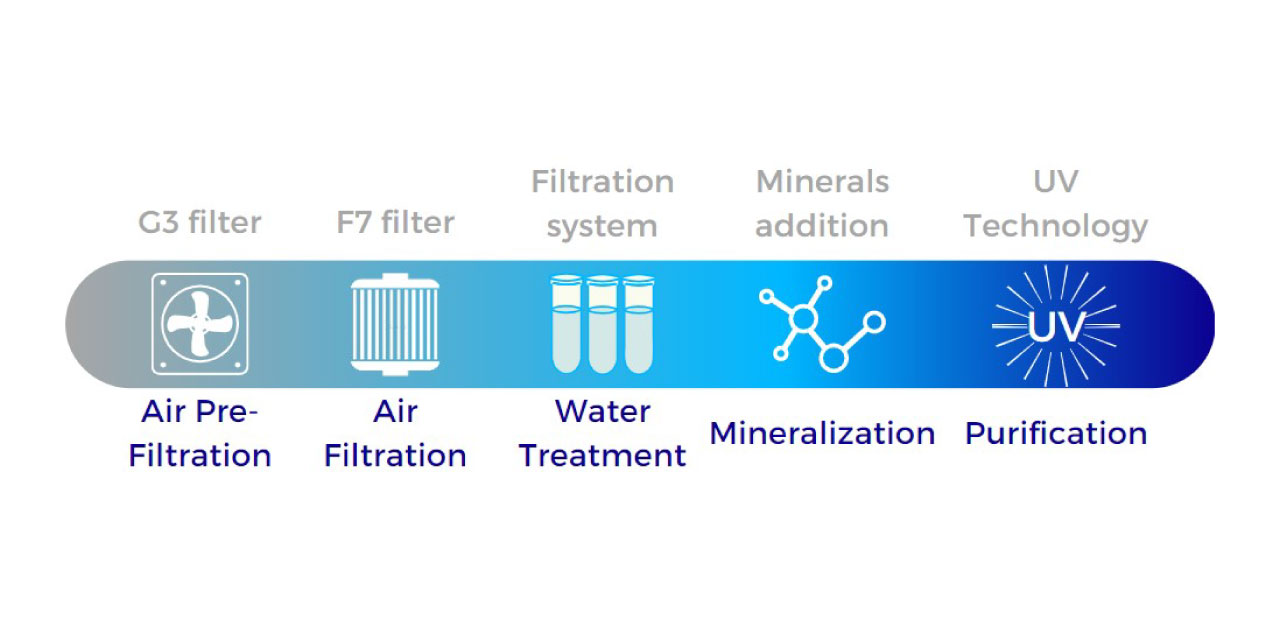 G3 filter
F7 filter
Filtration
system
Minerals
addition
UV
Technology
UV
Air Pre-
Filtration
Air
Filtration
Water
Treatment
Mineralization
Purification